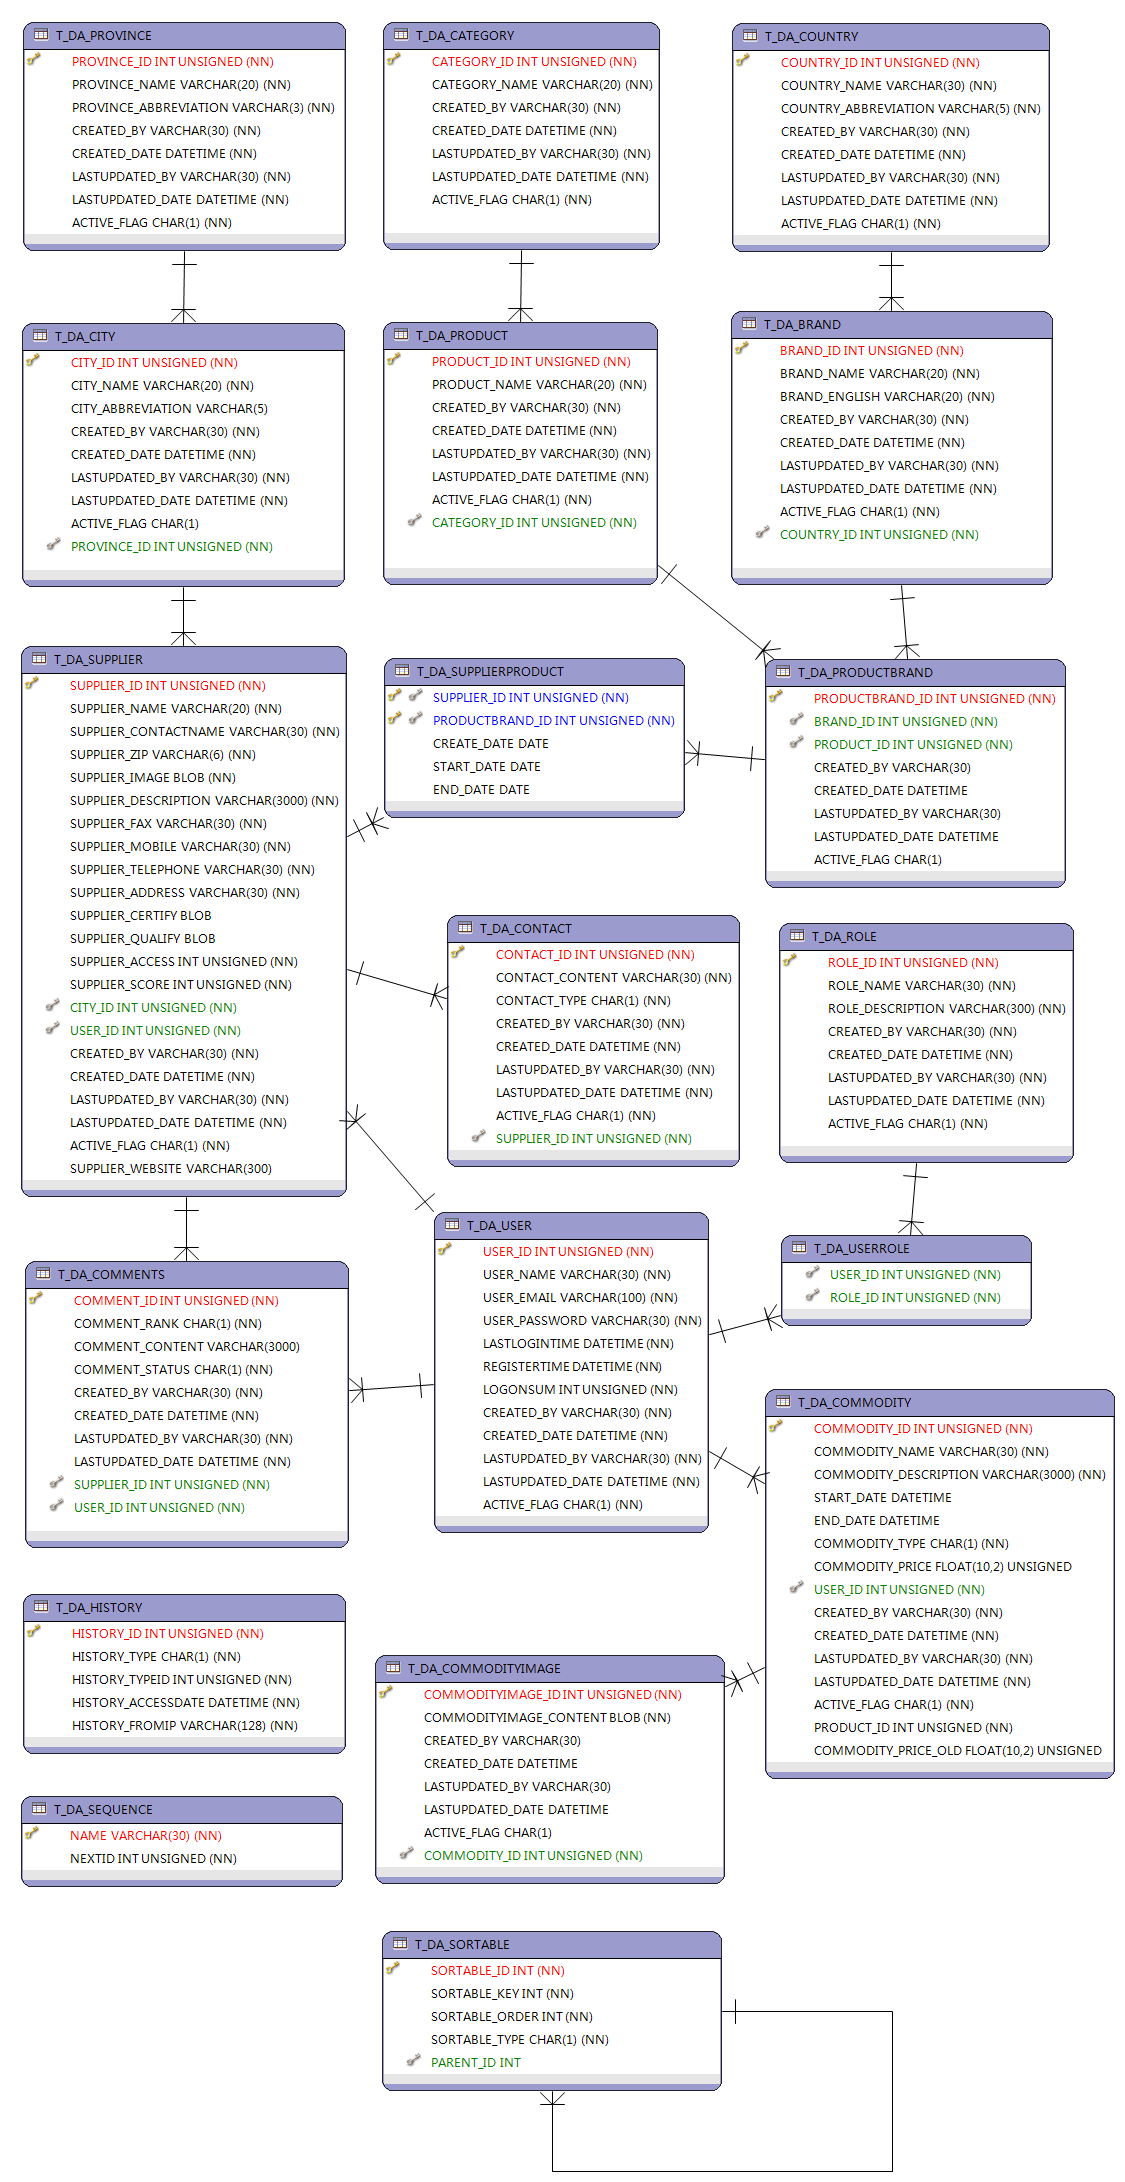 T_DA_PROVINCE
PROVINCE_ID INT UNSIGNED (NN)
PROVINCE_NAME VARCHAR(20) (NN)
PROVINCE_ABBREVIATION VARCHAR(3) (NN)
CREATED_BY VARCHAR(30) (NN)
CREATED_DATE DATETIME (NN)
LASTUPDATED_BY VARCHAR(30) (NN)
LASTUPDATED_DATE DATETIME (NN)
ACTIVE_FLAG CHAR(1) (NN)
T_DA_CATEGORY
CATEGORY_ID INT UNSIGNED (NN)
CATEGORY_NAME VARCHAR(20) (NN)
CREATED_BY VARCHAR(30) (NN)
CREATED_DATE DATETIME (NN)
LASTUPDATED_BY VARCHAR(30) (NN)
LASTUPDATED_DATE DATETIME (NN)
ACTIVE_FLAG CHAR(1) (NN)
T_DA_COUNTRY
COUNTRY_ID INT UNSIGNED (NN)
COUNTRY_NAME VARCHAR(30) (NN)
COUNTRY_ABBREVIATION VARCHAR(5) (NN)
CREATED_BY VARCHAR(30) (NN)
CREATED_DATE DATETIME (NN)
LASTUPDATED_BY VARCHAR(30) (NN)
LASTUPDATED_DATE DATETIME (NN)
ACTIVE_FLAG CHAR(1) (NN)
T_DA_CITY
CITY_ID INT UNSIGNED (NN)
CITY_NAME VARCHAR(20) (NN)
CITY_ABBREVIATION VARCHAR(5)
CREATED_BY VARCHAR(30) (NN)
CREATED_DATE DATETIME (NN)
LASTUPDATED_BY VARCHAR(30) (NN)
LASTUPDATED_DATE DATETIME (NN)
ACTIVE_FLAG CHAR(1)
PROVINCE_ID INT UNSIGNED (NN)
T_DA_PRODUCT
PRODUCT_ID INT UNSIGNED (NN)
PRODUCT_NAME VARCHAR(20) (NN)
CREATED_BY VARCHAR(30) (NN)
CREATED_DATE DATETIME (NN)
LASTUPDATED_BY VARCHAR(30) (NN)
LASTUPDATED_DATE DATETIME (NN)
ACTIVE_FLAG CHAR(1) (NN)
CATEGORY_ID INT UNSIGNED (NN)
T_DA_BRAND
BRAND_ID INT UNSIGNED (NN)
BRAND_NAME VARCHAR(20) (NN)
BRAND_ENGLISH VARCHAR(20) (NN)
CREATED_BY VARCHAR(30) (NN)
CREATED_DATE DATETIME (NN)
LASTUPDATED_BY VARCHAR(30) (NN)
LASTUPDATED_DATE DATETIME (NN)
ACTIVE_FLAG CHAR(1) (NN)
COUNTRY_ID INT UNSIGNED (NN)
T_DA_SUPPLIER
SUPPLIER_ID INT UNSIGNED (NN)
SUPPLIER_NAME VARCHAR(20) (NN)
SUPPLIER_CONTACTNAME VARCHAR(30) (NN)
SUPPLIER_ZIP VARCHAR(6) (NN)
SUPPLIER_IMAGE BLOB (NN)
SUPPLIER_DESCRIPTION VARCHAR(3000) (NN)
SUPPLIER_FAX VARCHAR(30) (NN)
SUPPLIER_MOBILE VARCHAR(30) (NN)
SUPPLIER_TELEPHONE VARCHAR(30) (NN)
SUPPLIER_ADDRESS VARCHAR(30) (NN)
SUPPLIER_CERTIFY BLOB
SUPPLIER_QUALIFY BLOB
SUPPLIER_ACCESS INT UNSIGNED (NN)
SUPPLIER_SCORE INT UNSIGNED (NN)
CITY_ID INT UNSIGNED (NN)
USER_ID INT UNSIGNED (NN)
CREATED_BY VARCHAR(30) (NN)
CREATED_DATE DATETIME (NN)
LASTUPDATED_BY VARCHAR(30) (NN)
LASTUPDATED_DATE DATETIME (NN)
ACTIVE_FLAG CHAR(1) (NN)
SUPPLIER_WEBSITE VARCHAR(300)
T_DA_SUPPLIERPRODUCT
SUPPLIER_ID INT UNSIGNED (NN)
PRODUCTBRAND_ID INT UNSIGNED (NN)
CREATE_DATE DATE
START_DATE DATE
END_DATE DATE
T_DA_PRODUCTBRAND
PRODUCTBRAND_ID INT UNSIGNED (NN)
BRAND_ID INT UNSIGNED (NN)
PRODUCT_ID INT UNSIGNED (NN)
CREATED_BY VARCHAR(30)
CREATED_DATE DATETIME
LASTUPDATED_BY VARCHAR(30)
LASTUPDATED_DATE DATETIME
ACTIVE_FLAG CHAR(1)
T_DA_CONTACT
CONTACT_ID INT UNSIGNED (NN)
CONTACT_CONTENT VARCHAR(30) (NN)
CONTACT_TYPE CHAR(1) (NN)
CREATED_BY VARCHAR(30) (NN)
CREATED_DATE DATETIME (NN)
LASTUPDATED_BY VARCHAR(30) (NN)
LASTUPDATED_DATE DATETIME (NN)
ACTIVE_FLAG CHAR(1) (NN)
SUPPLIER_ID INT UNSIGNED (NN)
T_DA_ROLE
ROLE_ID INT UNSIGNED (NN)
ROLE_NAME VARCHAR(30) (NN)
ROLE_DESCRIPTION VARCHAR(300) (NN)
CREATED_BY VARCHAR(30) (NN)
CREATED_DATE DATETIME (NN)
LASTUPDATED_BY VARCHAR(30) (NN)
LASTUPDATED_DATE DATETIME (NN)
ACTIVE_FLAG CHAR(1) (NN)
T_DA_COMMENTS
COMMENT_ID INT UNSIGNED (NN)
COMMENT_RANK CHAR(1) (NN)
COMMENT_CONTENT VARCHAR(3000)
COMMENT_STATUS CHAR(1) (NN)
CREATED_BY VARCHAR(30) (NN)
CREATED_DATE DATETIME (NN)
LASTUPDATED_BY VARCHAR(30) (NN)
LASTUPDATED_DATE DATETIME (NN)
SUPPLIER_ID INT UNSIGNED (NN)
USER_ID INT UNSIGNED (NN)
T_DA_USER
USER_ID INT UNSIGNED (NN)
USER_NAME VARCHAR(30) (NN)
USER_EMAIL VARCHAR(100) (NN)
USER_PASSWORD VARCHAR(30) (NN)
LASTLOGINTIME DATETIME (NN)
REGISTERTIME DATETIME (NN)
LOGONSUM INT UNSIGNED (NN)
CREATED_BY VARCHAR(30) (NN)
CREATED_DATE DATETIME (NN)
LASTUPDATED_BY VARCHAR(30) (NN)
LASTUPDATED_DATE DATETIME (NN)
ACTIVE_FLAG CHAR(1) (NN)
T_DA_USERROLE
USER_ID INT UNSIGNED (NN)
ROLE_ID INT UNSIGNED (NN)
T_DA_COMMODITY
COMMODITY_ID INT UNSIGNED (NN)
COMMODITY_NAME VARCHAR(30) (NN)
COMMODITY_DESCRIPTION VARCHAR(3000) (NN)
START_DATE DATETIME
END_DATE DATETIME
COMMODITY_TYPE CHAR(1) (NN)
COMMODITY_PRICE FLOAT(10,2) UNSIGNED
USER_ID INT UNSIGNED (NN)
CREATED_BY VARCHAR(30) (NN)
CREATED_DATE DATETIME (NN)
LASTUPDATED_BY VARCHAR(30) (NN)
LASTUPDATED_DATE DATETIME (NN)
ACTIVE_FLAG CHAR(1) (NN)
PRODUCT_ID INT UNSIGNED (NN)
COMMODITY_PRICE_OLD FLOAT(10,2) UNSIGNED
T_DA_HISTORY
HISTORY_ID INT UNSIGNED (NN)
HISTORY_TYPE CHAR(1) (NN)
HISTORY_TYPEID INT UNSIGNED (NN)
HISTORY_ACCESSDATE DATETIME (NN)
HISTORY_FROMIP VARCHAR(128) (NN)
T_DA_COMMODITYIMAGE
COMMODITYIMAGE_ID INT UNSIGNED (NN)
COMMODITYIMAGE_CONTENT BLOB (NN)
CREATED_BY VARCHAR(30)
CREATED_DATE DATETIME
LASTUPDATED_BY VARCHAR(30)
LASTUPDATED_DATE DATETIME
ACTIVE_FLAG CHAR(1)
COMMODITY_ID INT UNSIGNED (NN)
T_DA_SEQUENCE
NAME VARCHAR(30) (NN)
NEXTID INT UNSIGNED (NN)
T_DA_SORTABLE
SORTABLE_ID INT (NN)
SORTABLE_KEY INT (NN)
SORTABLE_ORDER INT (NN)
SORTABLE_TYPE CHAR(1) (NN)
PARENT_ID INT